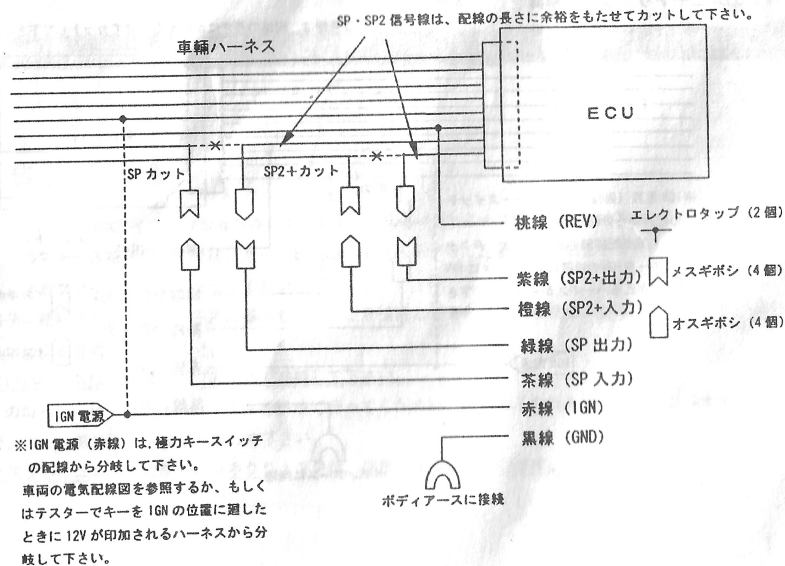 SP・SP2 信号線は、配線の長さに余裕をもたせてカットして下さい。
車輛ハーネス
ECU
SP カット
SP2+カット
桃線 (REV)
エレクトロタップ (2個)
紫線 (SP2+出力)
メスギボシ (4個)
橙線 (SP2+入力)
オスギボシ (4個)
緑線 (SP 出力)
茶線 (SP 入力)
IGN 電源
赤線 (IGN)
黒線 (GND)
ボディアースに接続
※IGN 電源 (赤線) は、極力キースイッチ
の配線から分岐して下さい。
車両の電気配線図を参照するか、もしく
はテスターでキーを IGN の位置に廻した
ときに 12V が印加されるハーネスから分
岐して下さい。